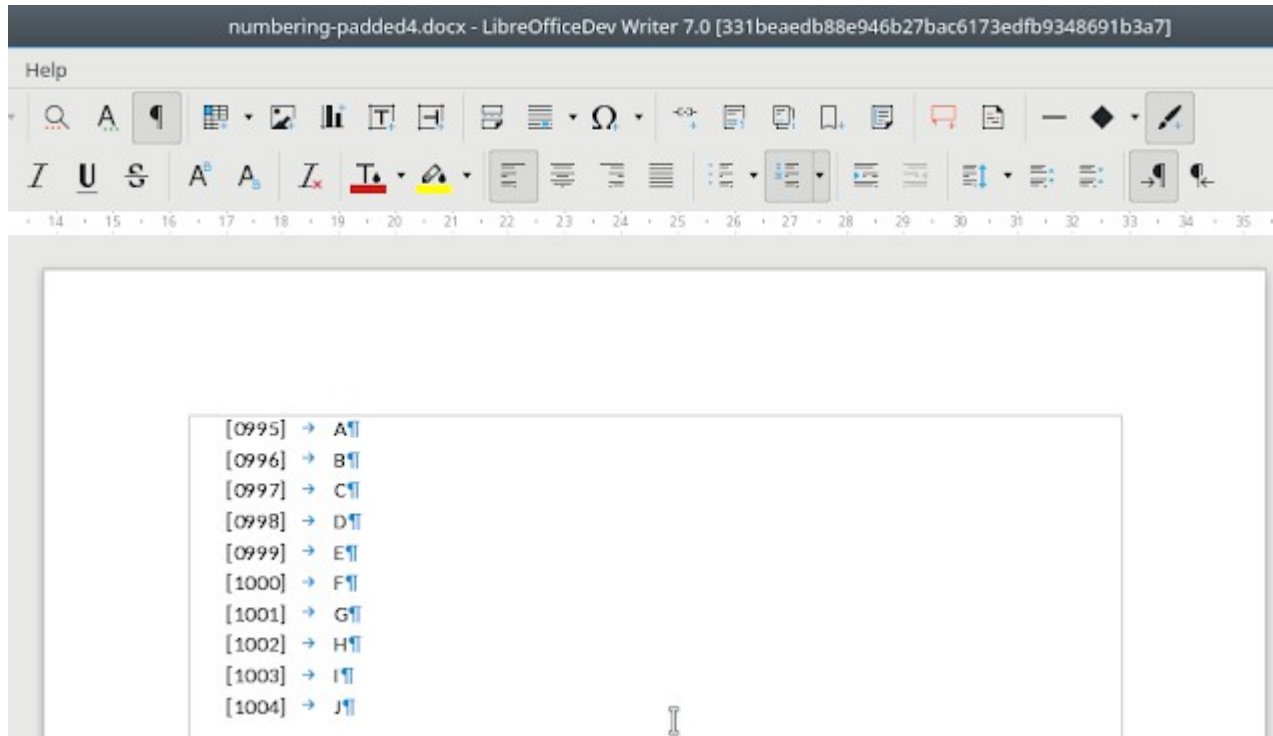 numbering-padded4.docx - LibreOfficeDev Writer 7.0 [331beaedb88e946b27bac6173edfb9348691b3a7]
Help
14 15 16 17 18 19 20 21 22 23 24 25 26 27 28 29 30 31 32 33 34 35
[0995] → A¶
[0996] → B¶
[0997] → C¶
[0998] → D¶
[0999] → E¶
[1000] → F¶
[1001] → G¶
[1002] → H¶
[1003] → I¶
[1004] → J¶